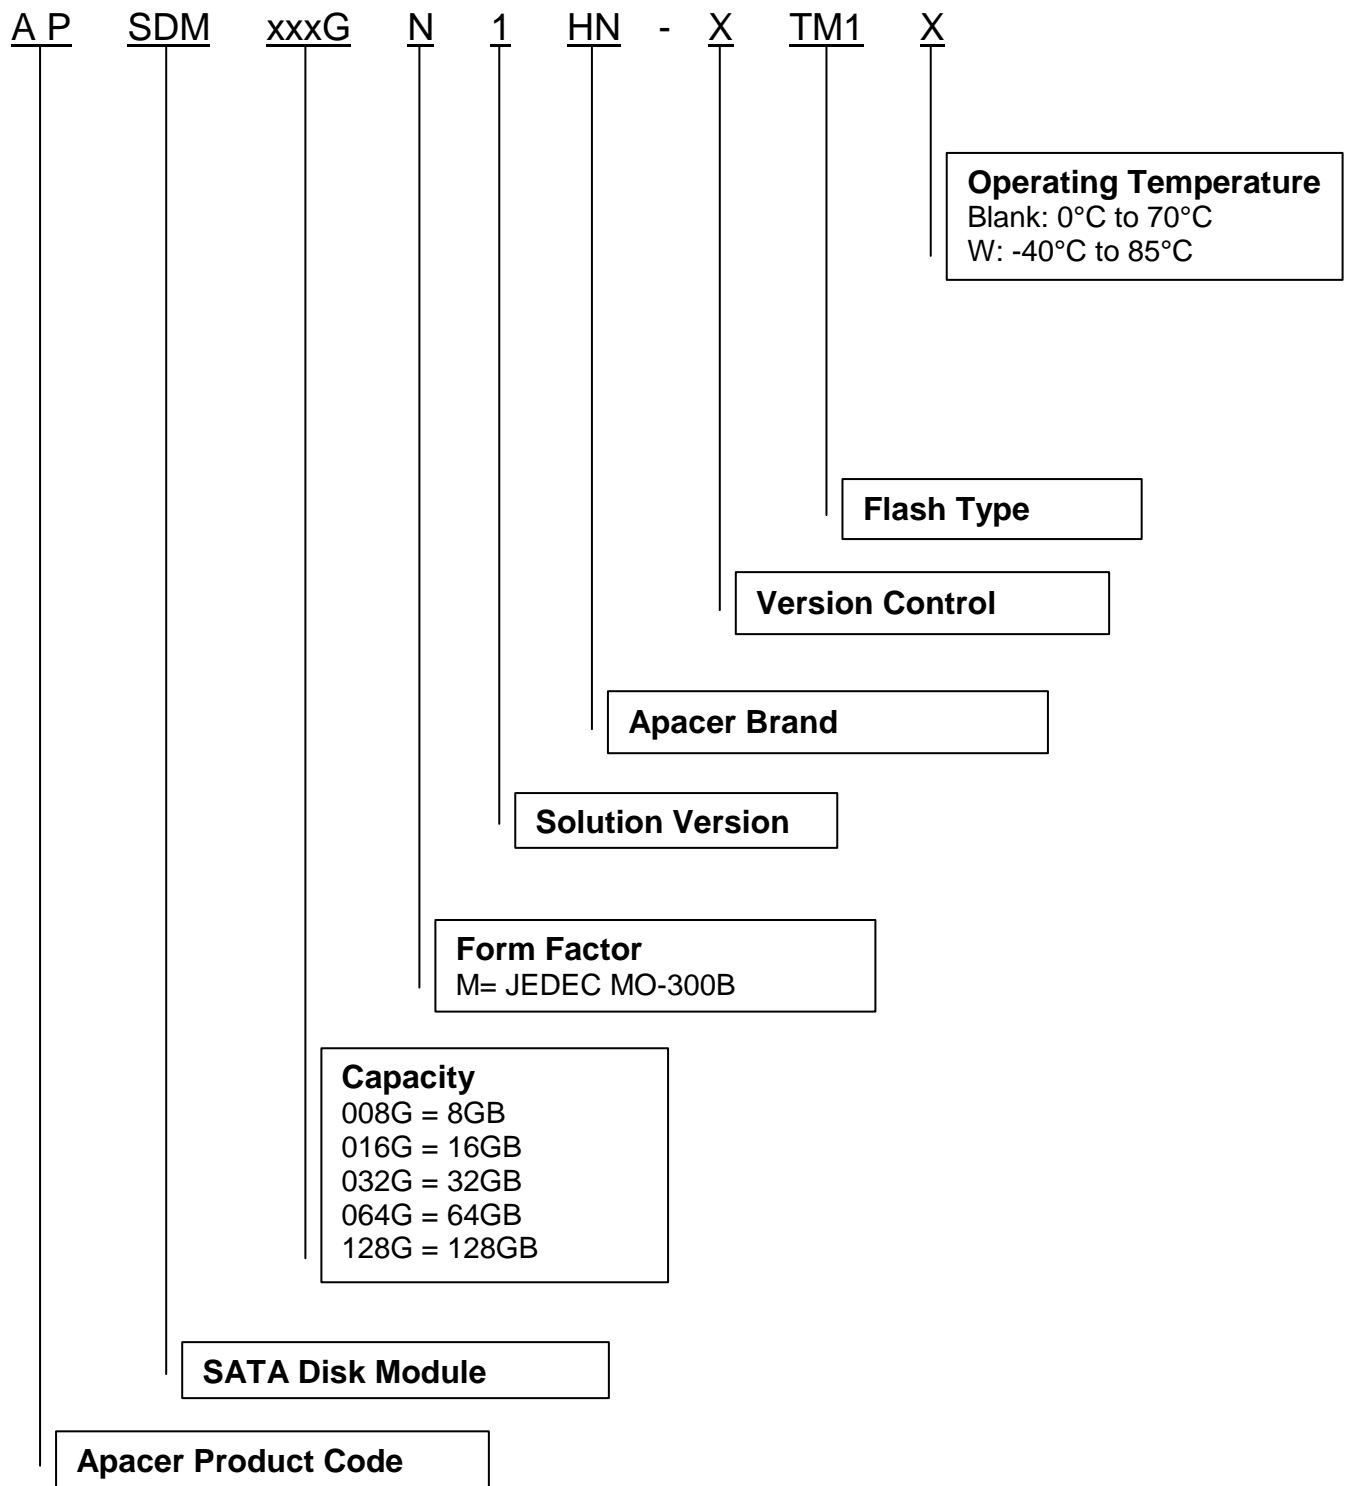 A P SDM xxxG N 1 HN - X TM1 X
Operating Temperature
Blank: 0°C to 70°C
W: -40°C to 85°C
Flash Type
Version Control
Apacer Brand
Solution Version
Form Factor
M= JEDEC MO-300B
Capacity
008G = 8GB
016G = 16GB
032G = 32GB
064G = 64GB
128G = 128GB
SATA Disk Module
Apacer Product Code